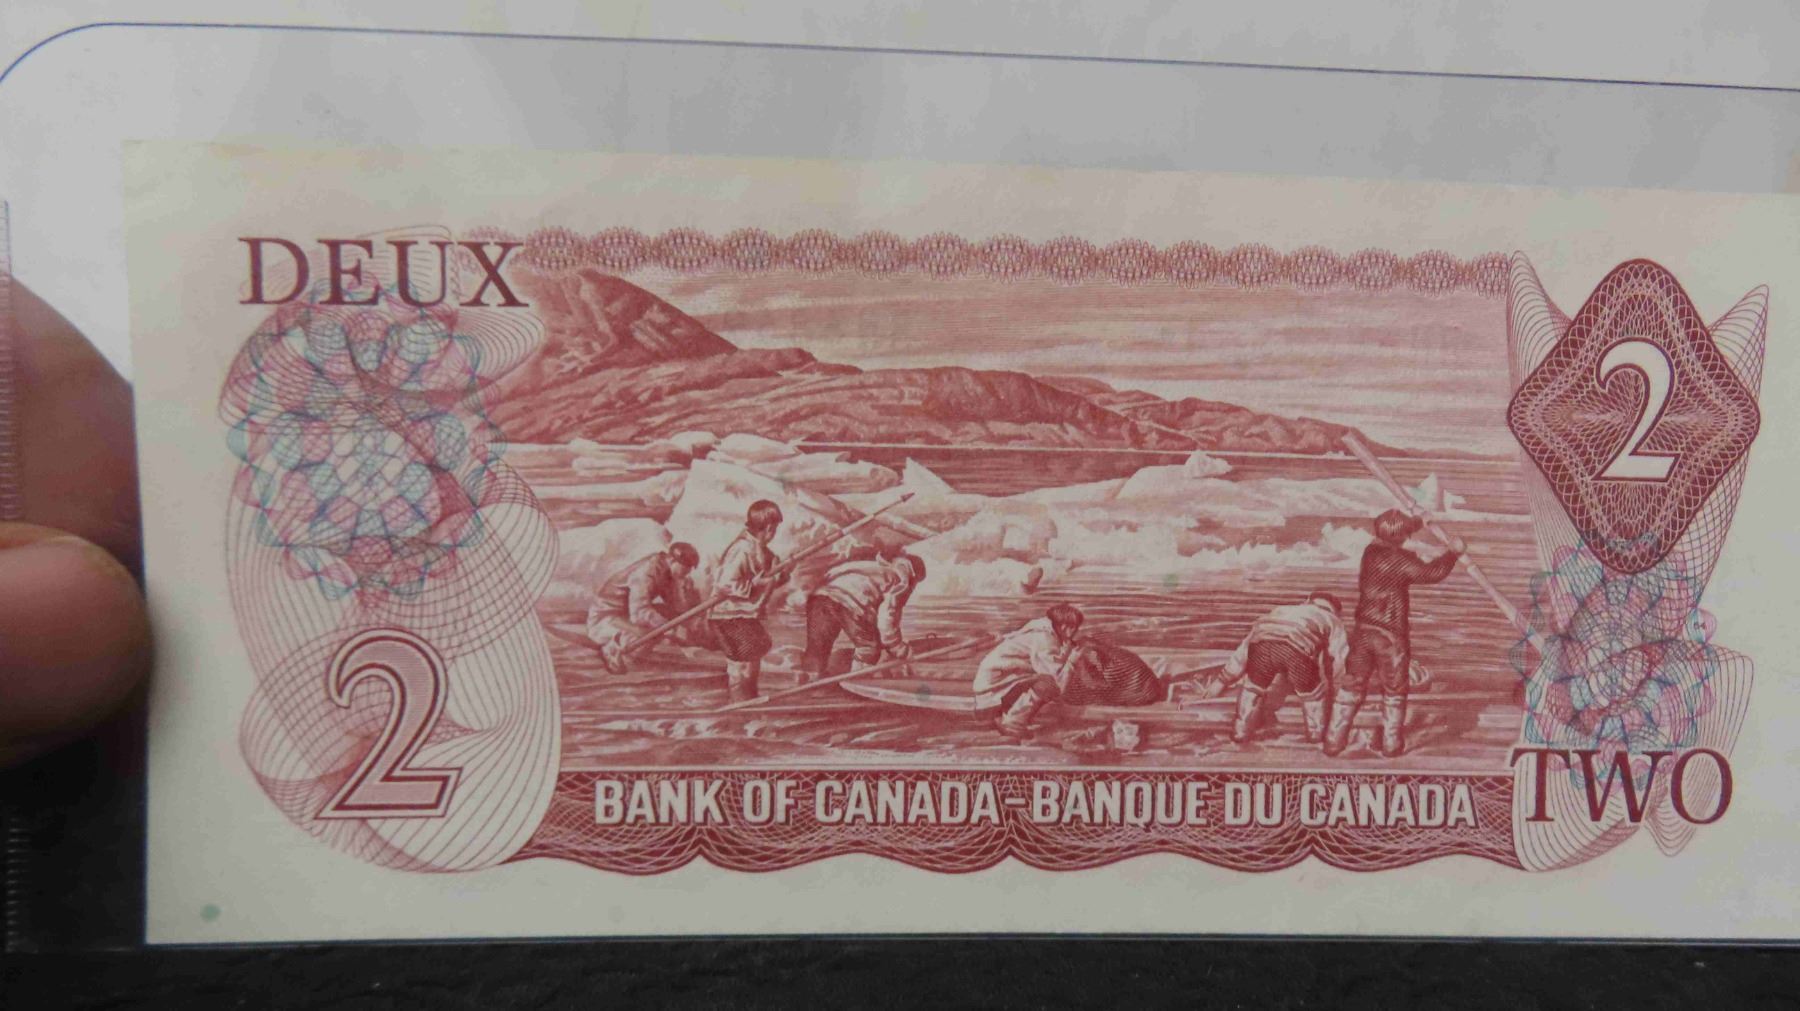 DEUX
2
2
BANK OF CANADA-BANQUE DU CANADA
TWO